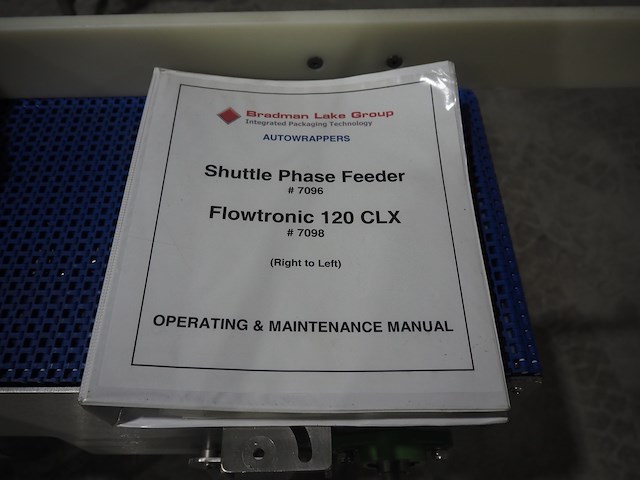 Bradman Lake Group
Integrated Packaging Technology
AUTOWRAPPERS
Shuttle Phase Feeder
# 7096
Flowtronic 120 CLX
# 7098
(Right to Left)
OPERATING & MAINTENANCE MANUAL